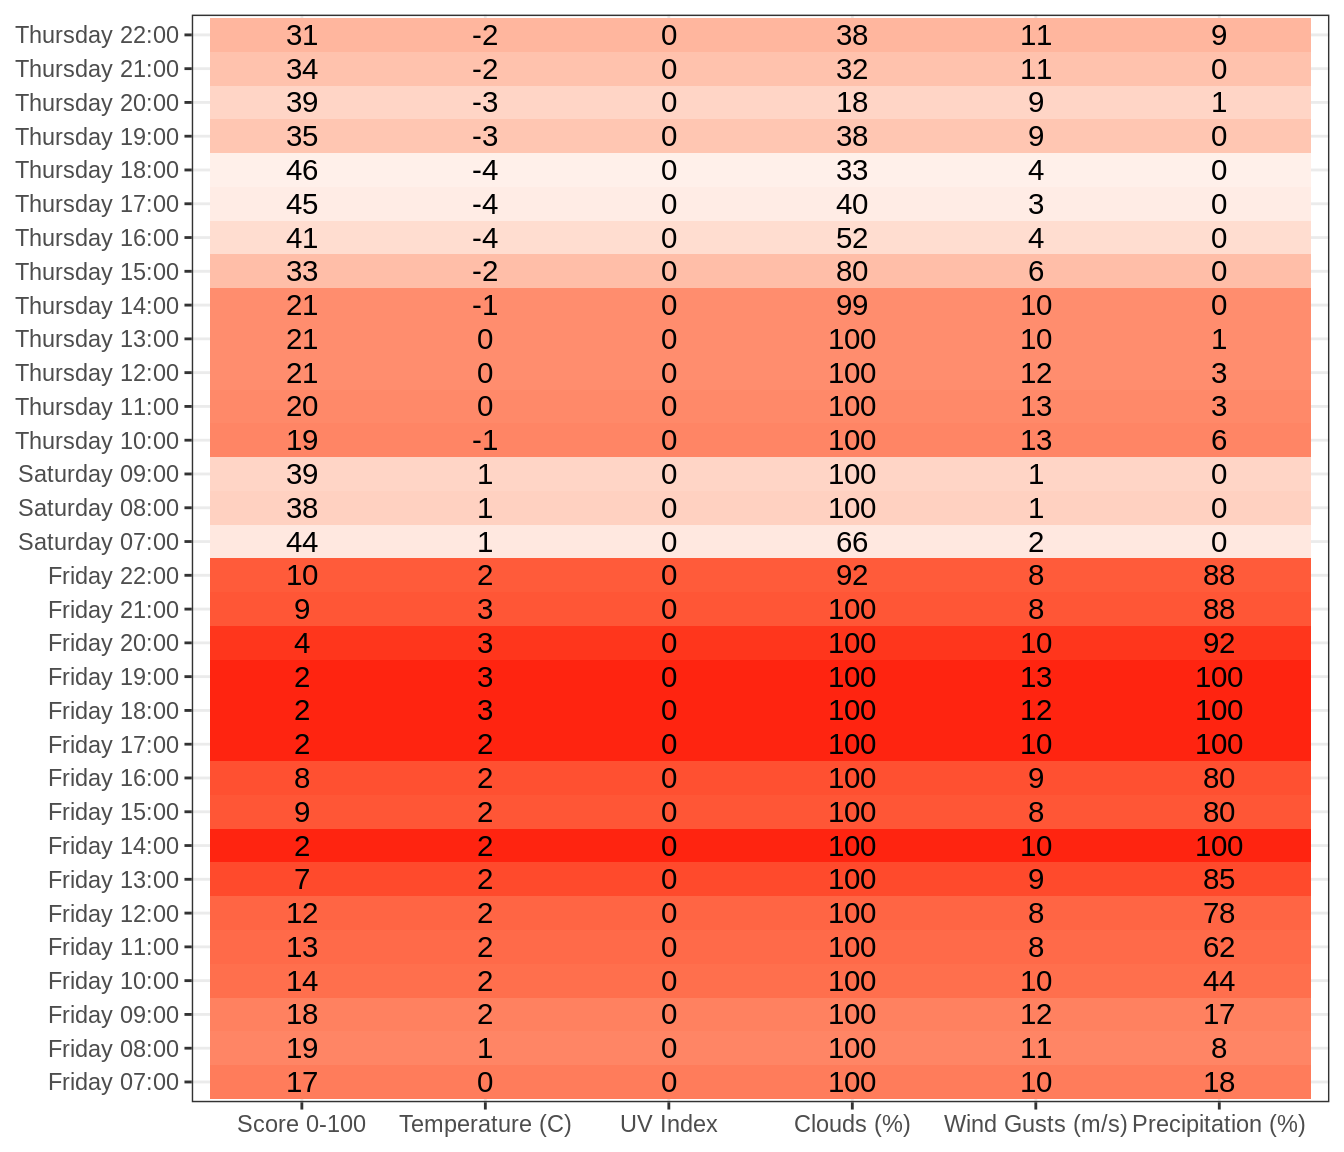 Thursday 22:00 31 -2 0 38 11 9
Thursday 21:00 34 -2 0 32 11 0
Thursday 20:00 39 -3 0 18 9 1
Thursday 19:00 35 -3 0 38 9 0
Thursday 18:00 46 -4 0 33 4 0
Thursday 17:00 45 -4 0 40 3 0
Thursday 16:00 41 -4 0 52 4 0
Thursday 15:00 33 -2 0 80 6 0
Thursday 14:00 21 -1 0 99 10 0
Thursday 13:00 21 0 0 100 10 1
Thursday 12:00 21 0 0 100 12 3
Thursday 11:00 20 0 0 100 13 3
Thursday 10:00 19 -1 0 100 13 6
Saturday 09:00 39 1 0 100 1 0
Saturday 08:00 38 1 0 100 1 0
Saturday 07:00 44 1 0 66 2 0
Friday 22:00 10 2 0 92 8 88
Friday 21:00 9 3 0 100 8 88
Friday 20:00 4 3 0 100 10 92
Friday 19:00 2 3 0 100 13 100
Friday 18:00 2 3 0 100 12 100
Friday 17:00 2 2 0 100 10 100
Friday 16:00 8 2 0 100 9 80
Friday 15:00 9 2 0 100 8 80
Friday 14:00 2 2 0 100 10 100
Friday 13:00 7 2 0 100 9 85
Friday 12:00 12 2 0 100 8 78
Friday 11:00 13 2 0 100 8 62
Friday 10:00 14 2 0 100 10 44
Friday 09:00 18 2 0 100 12 17
Friday 08:00 19 1 0 100 11 8
Friday 07:00 17 0 0 100 10 18
Score 0-100 Temperature (C) UV Index Clouds (%) Wind Gusts (m/s) Precipitation (%)